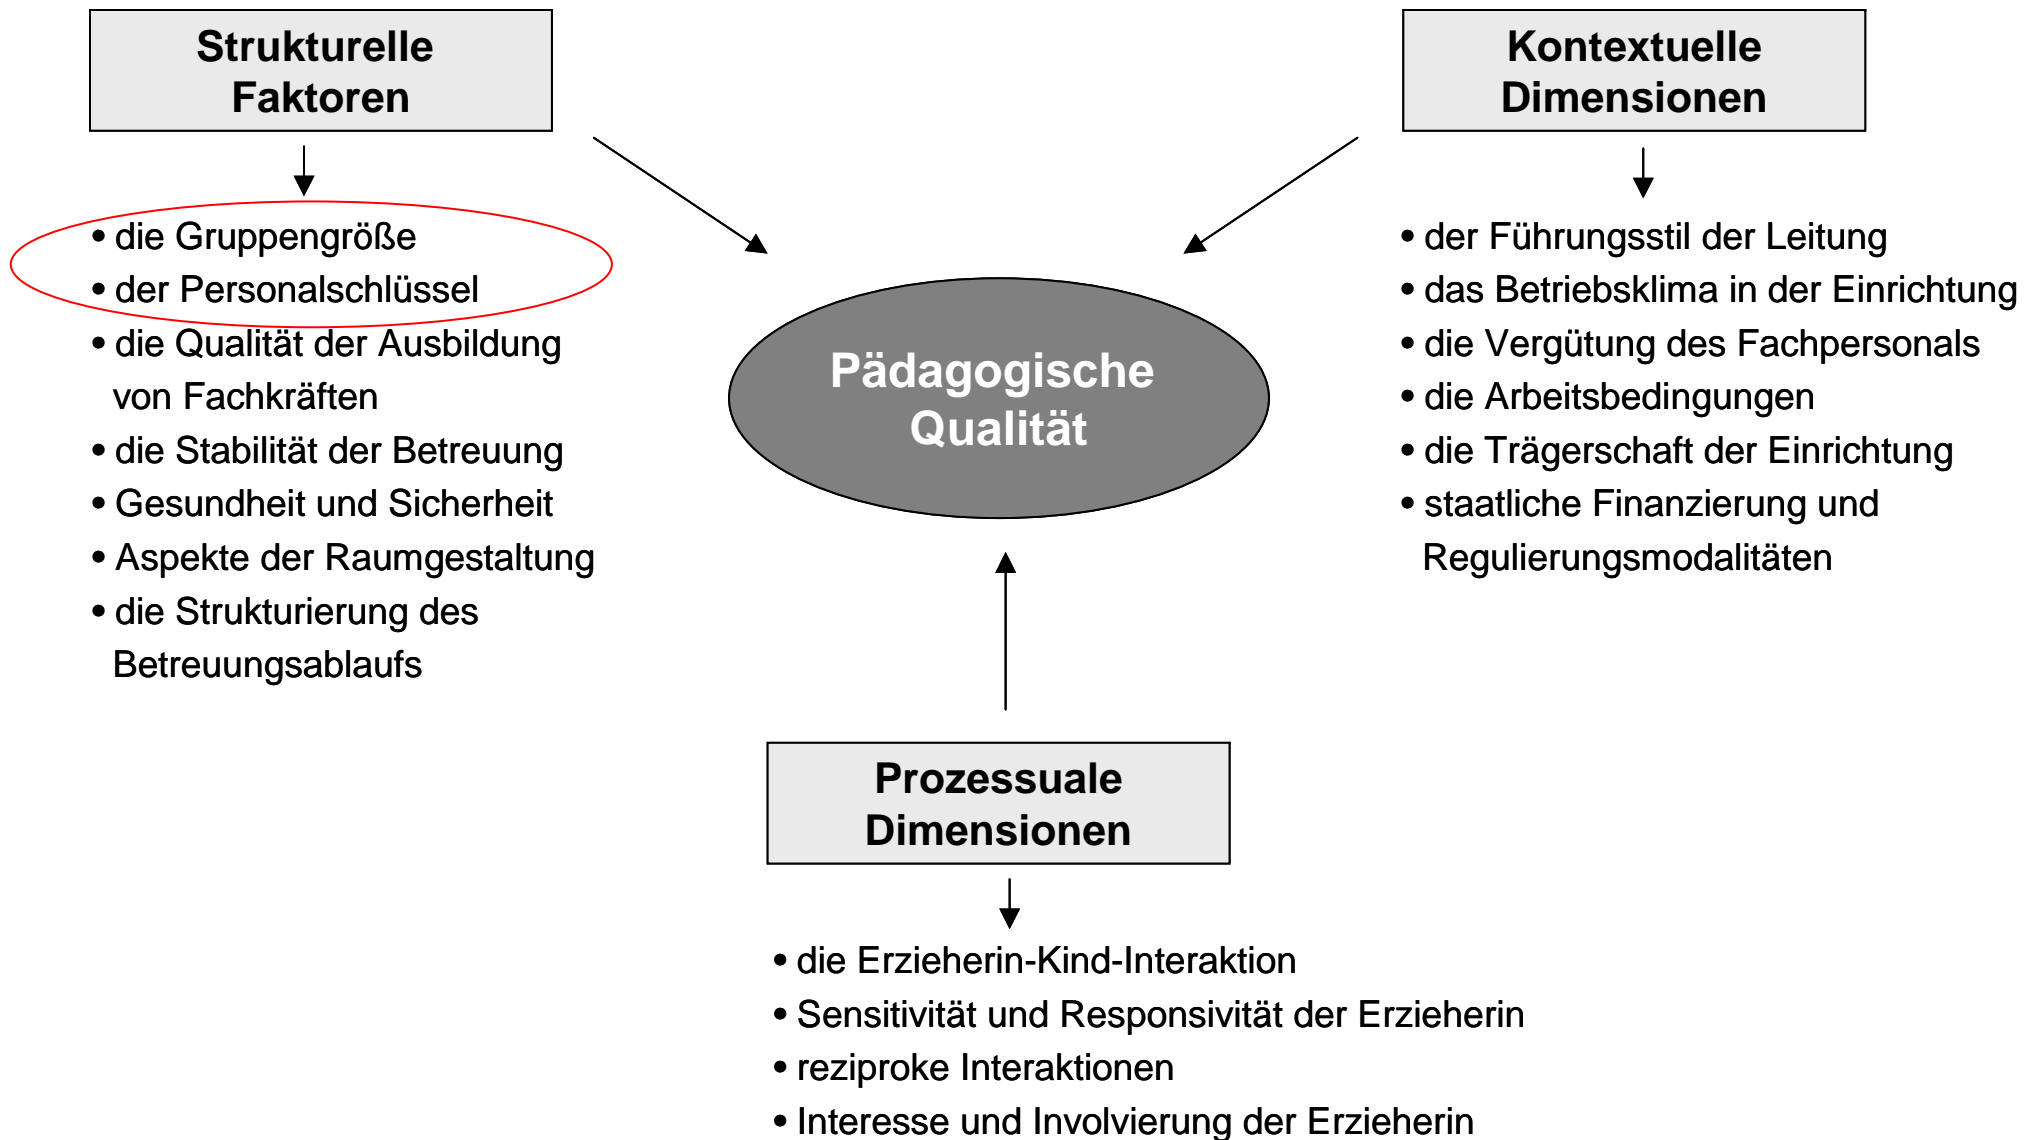 Strukturelle
Faktoren
• die Gruppengröße
• der Personalschlüssel
• die Qualität der Ausbildung
von Fachkräften
• die Stabilität der Betreuung
• Gesundheit und Sicherheit
• Aspekte der Raumgestaltung
• die Strukturierung des
Betreuungsablaufs
Kontextuelle
Dimensionen
• der Führungsstil der Leitung
• das Betriebsklima in der Einrichtung
• die Vergütung des Fachpersonals
• die Arbeitsbedingungen
• die Trägerschaft der Einrichtung
• staatliche Finanzierung und
Regulierungsmodalitäten
Pädagogische
Qualität
Prozessuale
Dimensionen
• die Erzieherin-Kind-Interaktion
• Sensitivität und Responsivität der Erzieherin
• reziproke Interaktionen
• Interesse und Involvierung der Erzieherin